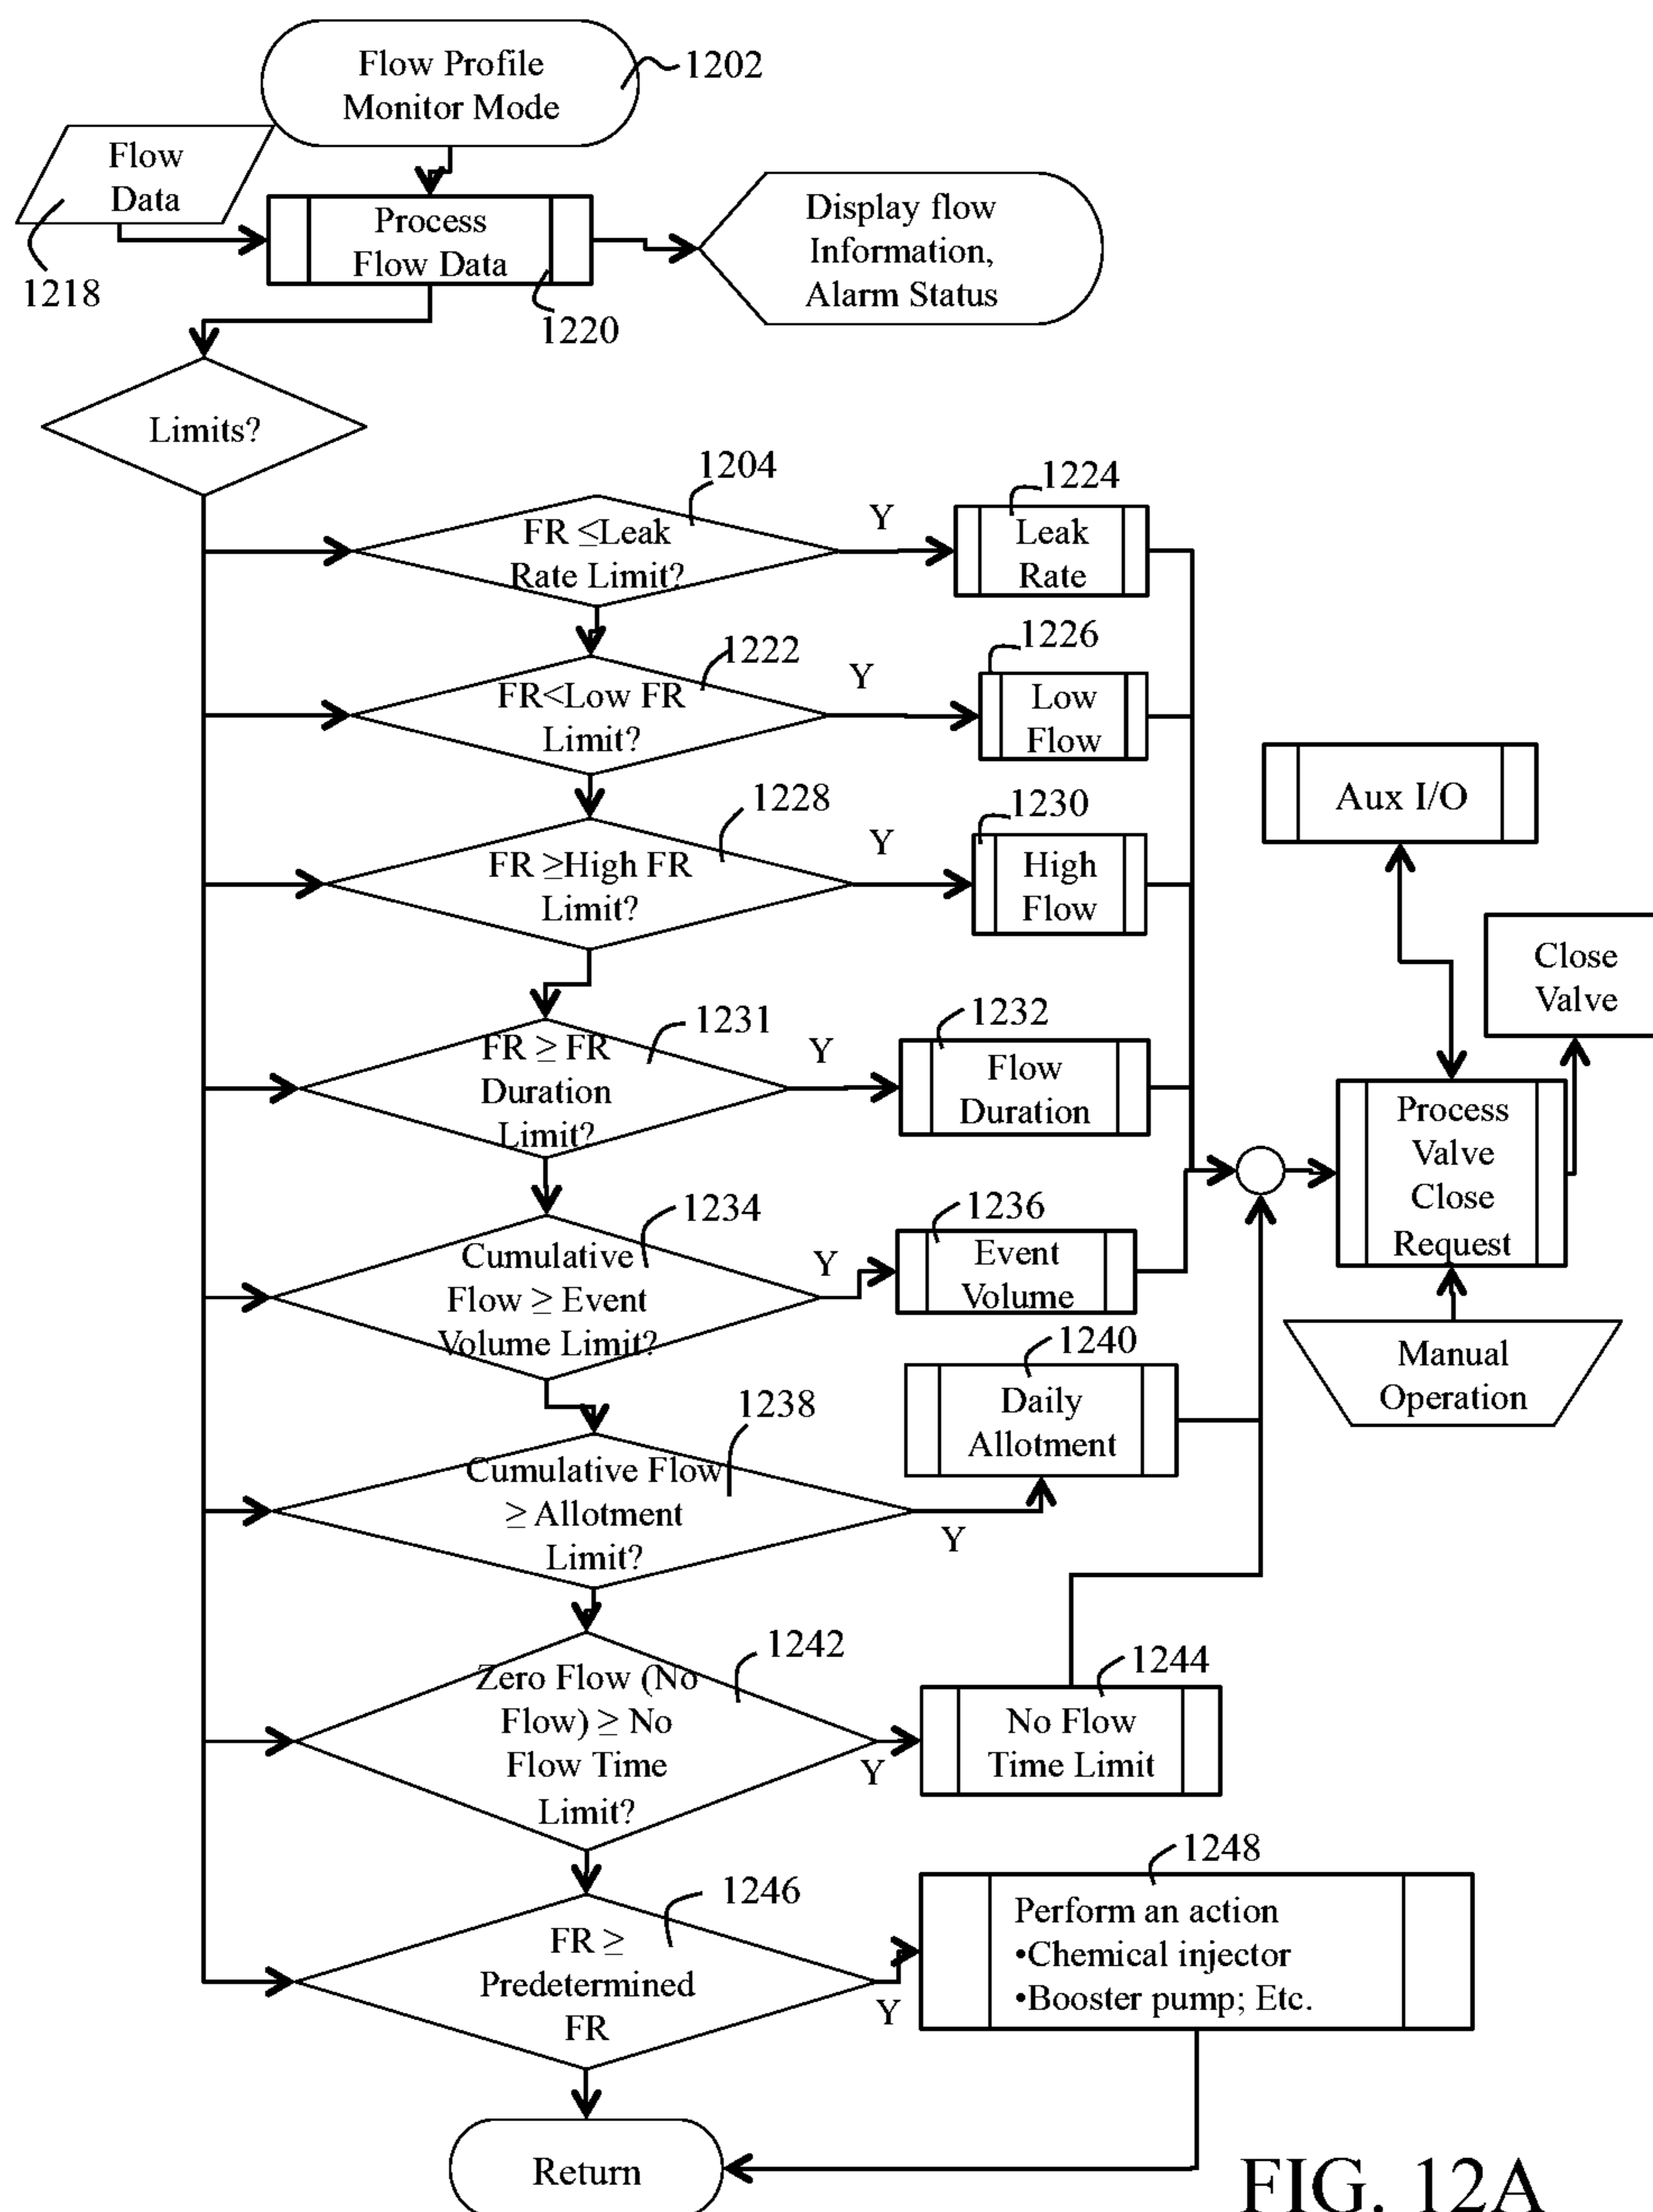 Flow Profile
Monitor Mode
1202
Flow
Data
1218
Process
Flow Data
1220
Display flow
Information,
Alarm Status
Limits?
1204
FR ≤Leak
Rate Limit?
Y
1224
Leak
Rate
1222
FR<Low FR
Limit?
Y
1226
Low
Flow
1228
FR ≥High FR
Limit?
Y
1230
High
Flow
Aux I/O
Close
Valve
1231
FR ≥ FR
Duration
Limit?
Y
1232
Flow
Duration
Process
Valve
Close
Request
1234
Cumulative
Flow ≥ Event
Volume Limit?
Y
1236
Event
Volume
Manual
Operation
1238
Cumulative Flow
≥ Allotment
Limit?
Y
1240
Daily
Allotment
1242
Zero Flow (No
Flow) ≥ No
Flow Time
Limit?
Y
1244
No Flow
Time Limit
1246
FR ≥
Predetermined
FR
Y
1248
Perform an action
•Chemical injector
•Booster pump; Etc.
Return
FIG. 12A